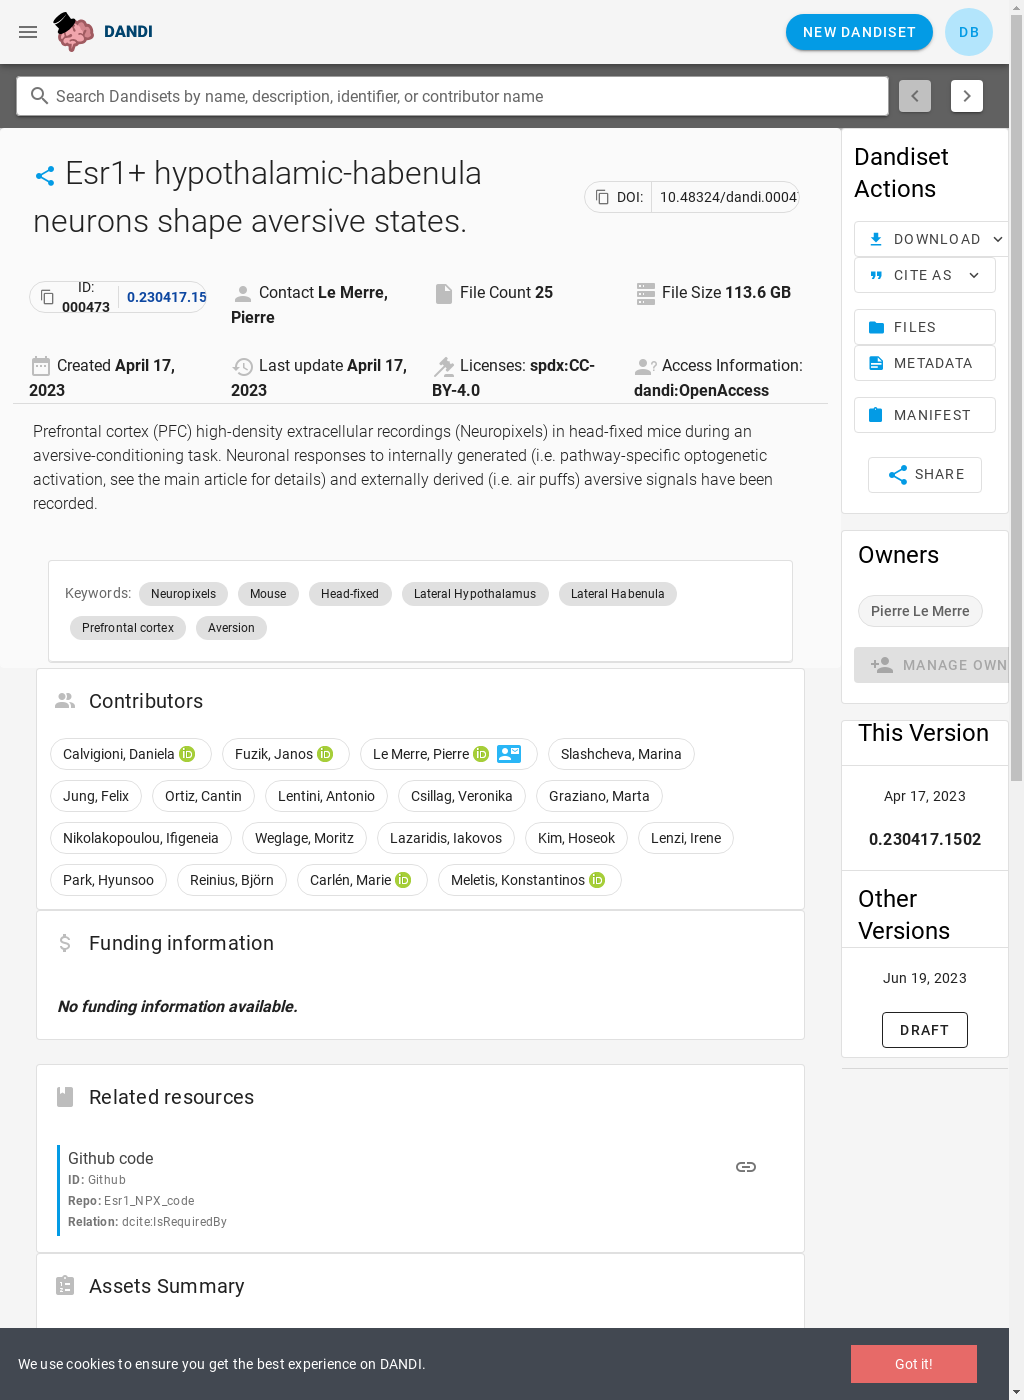 DANDI
NEW DANDISET
DB
Search Dandisets by name, description, identifier, or contributor name
Esr1+ hypothalamic-habenula
neurons shape aversive states.
DOI:
10.48324/dandi.0004
ID:
000473
0.230417.15
Contact Le Merre,
Pierre
File Count 25
File Size 113.6 GB
Created April 17,
2023
Last update April 17,
2023
Licenses: spdx:CC-
BY-4.0
Access Information:
dandi:OpenAccess
Prefrontal cortex (PFC) high-density extracellular recordings (Neuropixels) in head-fixed mice during an
aversive-conditioning task. Neuronal responses to internally generated (i.e. pathway-specific optogenetic
activation, see the main article for details) and externally derived (i.e. air puffs) aversive signals have been
recorded.
Keywords: Neuropixels Mouse Head-fixed Lateral Hypothalamus Lateral Habenula
Prefrontal cortex Aversion
Contributors
Calvigioni, Daniela iD Fuzik, Janos iD Le Merre, Pierre iD Slashcheva, Marina
Jung, Felix Ortiz, Cantin Lentini, Antonio Csillag, Veronika Graziano, Marta
Nikolakopoulou, Ifigeneia Weglage, Moritz Lazaridis, Iakovos Kim, Hoseok Lenzi, Irene
Park, Hyunsoo Reinius, Björn Carlén, Marie iD Meletis, Konstantinos iD
Funding information
No funding information available.
Related resources
Github code
ID: Github
Repo: Esr1_NPX_code
Relation: dcite:IsRequiredBy
Assets Summary
Dandiset
Actions
DOWNLOAD
CITE AS
FILES
METADATA
MANIFEST
SHARE
Owners
Pierre Le Merre
MANAGE OWN
This Version
Apr 17, 2023
0.230417.1502
Other
Versions
Jun 19, 2023
DRAFT
We use cookies to ensure you get the best experience on DANDI.
Got it!